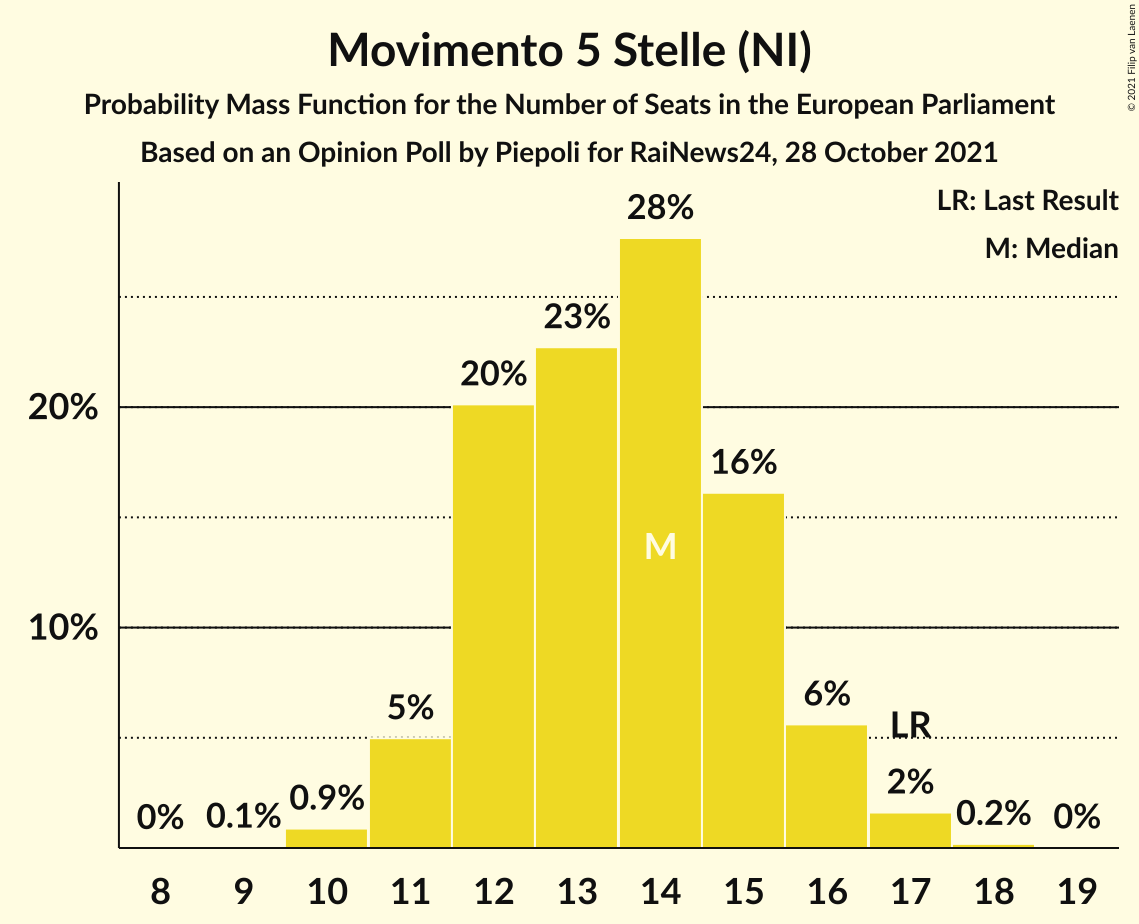 Movimento 5 Stelle (NI)
Probability Mass Function for the Number of Seats in the European Parliament
Based on an Opinion Poll by Piepoli for RaiNews24, 28 October 2021
© 2021 Filip van Laenen
LR: Last Result
M: Median
28%
23%
20%
20%
16%
M
10%
6%
5%
LR
2%
0.9%
0% 0.1% 0.2% 0%
8 9 10 11 12 13 14 15 16 17 18 19